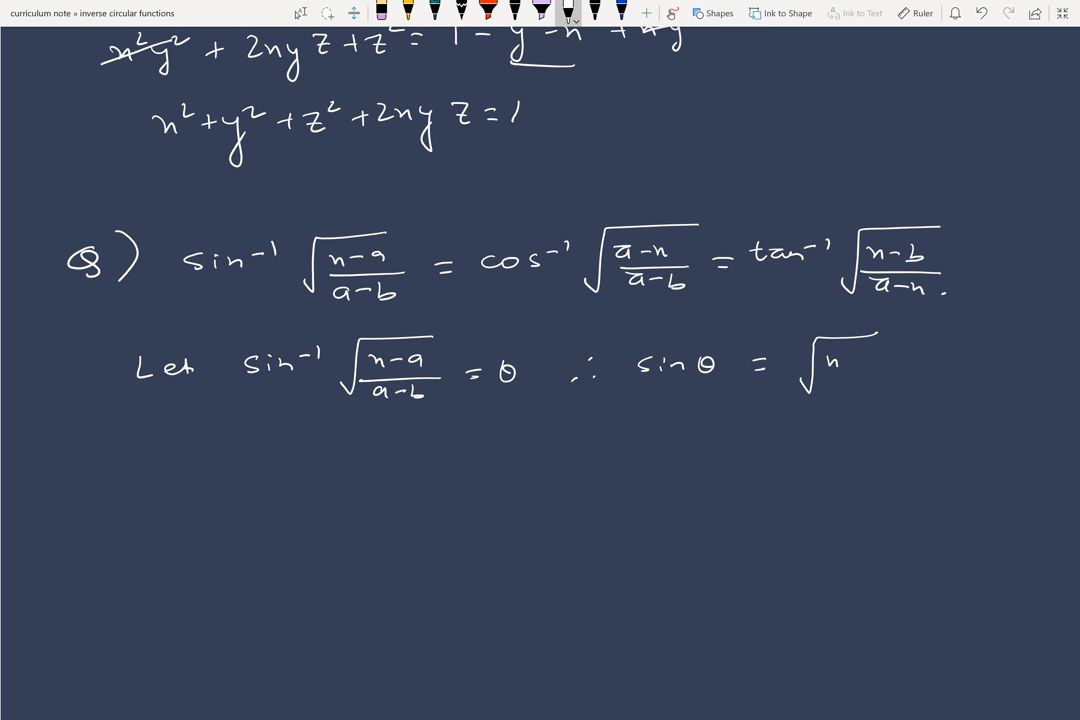 curriculum note » inverse circular functions
Shapes Ink to Shape Ink to Text Ruler
x²y² + 2xyz + z² = 1 - y² - x² + x²y²
x² + y² + z² + 2xyz = 1
Q) sin⁻¹ √((x-a)/(a-b)) = cos⁻¹ √((a-x)/(a-b)) = tan⁻¹ √((x-b)/(a-x)).
Let sin⁻¹ √((x-a)/(a-b)) = θ ∴ sinθ = √x